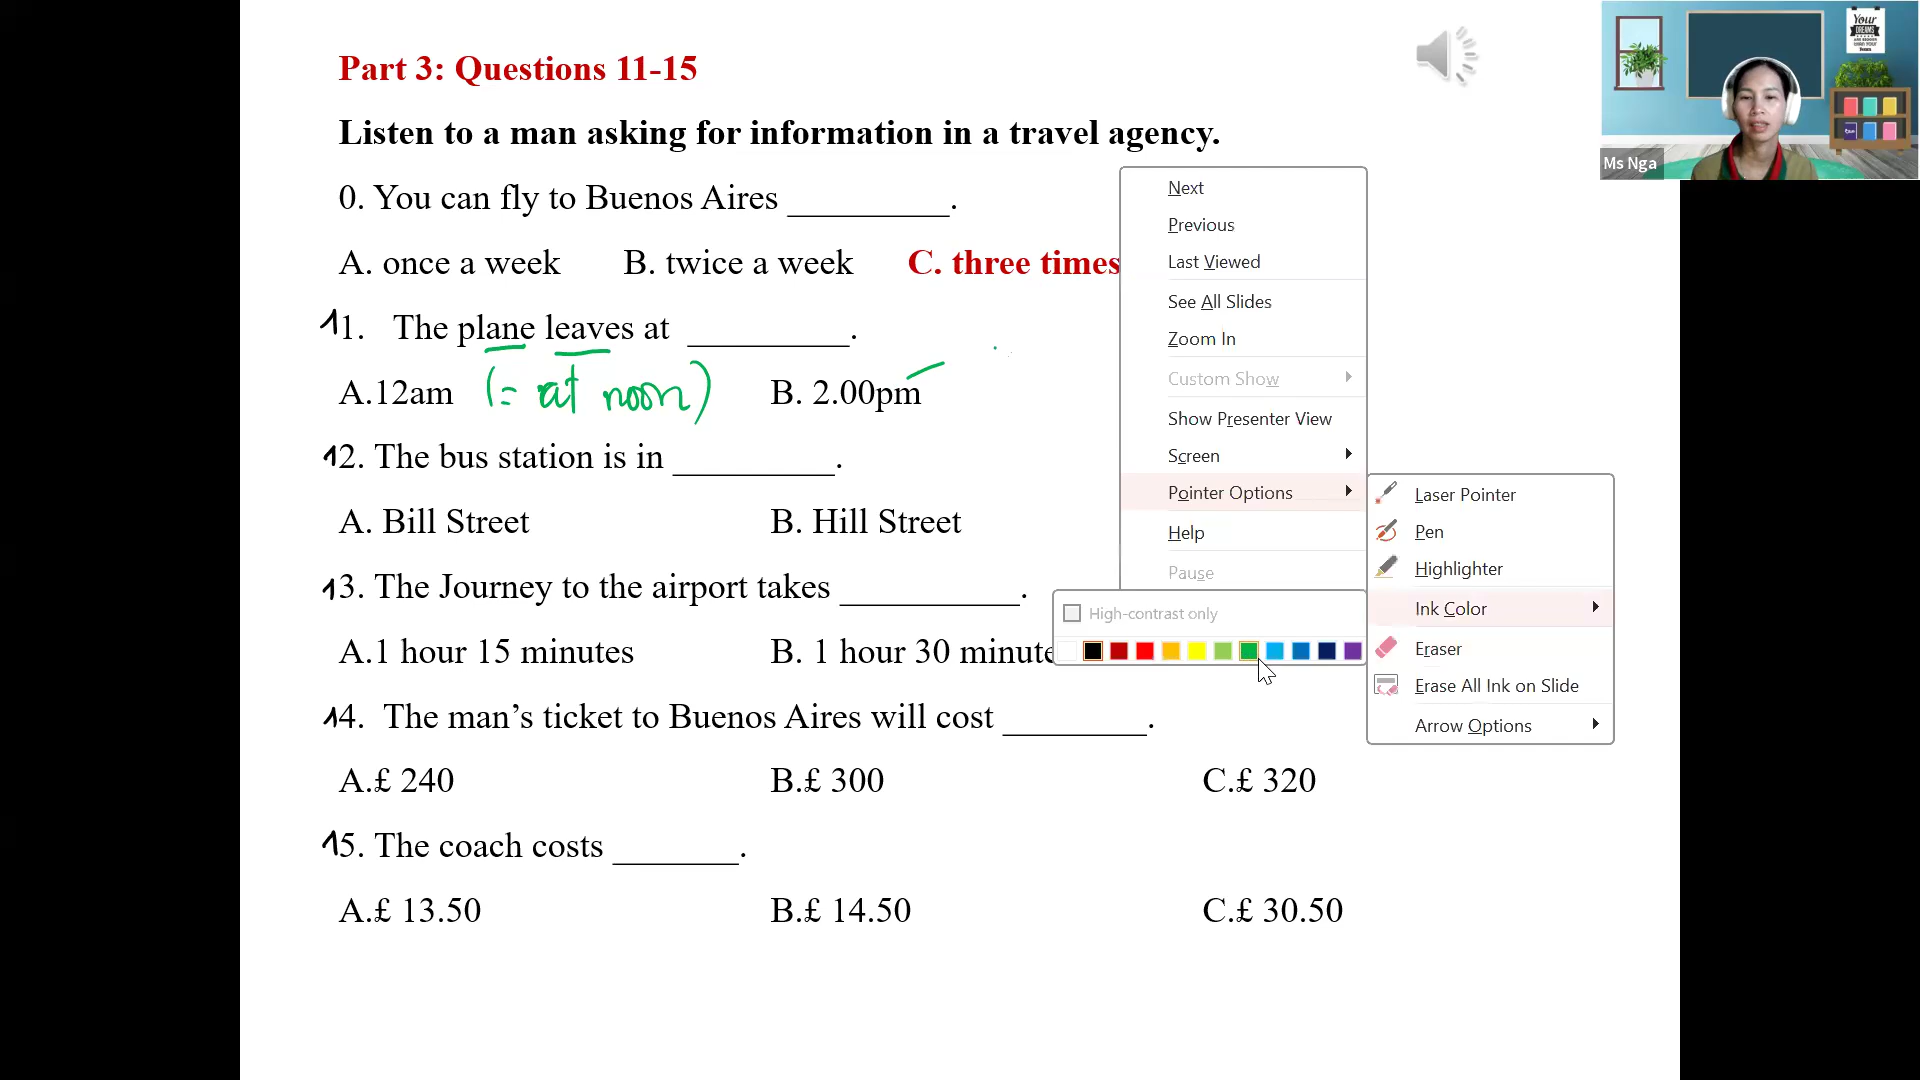 Part 3: Questions 11-15
Listen to a man asking for information in a travel agency.
0. You can fly to Buenos Aires _________.
A. once a week B. twice a week C. three times
11. The plane leaves at _________.
A.12am (= at noon) B. 2.00pm
12. The bus station is in _________.
A. Bill Street B. Hill Street
13. The Journey to the airport takes __________.
A.1 hour 15 minutes B. 1 hour 30 minute
14. The man’s ticket to Buenos Aires will cost ________.
A.£ 240 B.£ 300 C.£ 320
15. The coach costs _______.
A.£ 13.50 B.£ 14.50 C.£ 30.50
Next
Previous
Last Viewed
See All Slides
Zoom In
Custom Show
Show Presenter View
Screen
Pointer Options
Help
Pause
High-contrast only
Laser Pointer
Pen
Highlighter
Ink Color
Eraser
Erase All Ink on Slide
Arrow Options
Your
DREAMS
Ms Nga